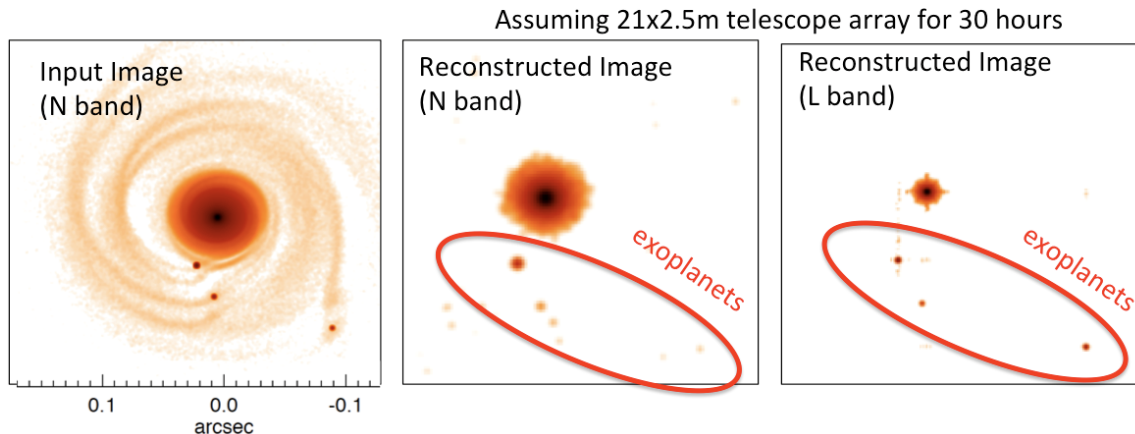 Assuming 21x2.5m telescope array for 30 hours
Input Image
(N band)
Reconstructed Image
(N band)
exoplanets
Reconstructed Image
(L band)
exoplanets
0.1 0.0 -0.1
arcsec